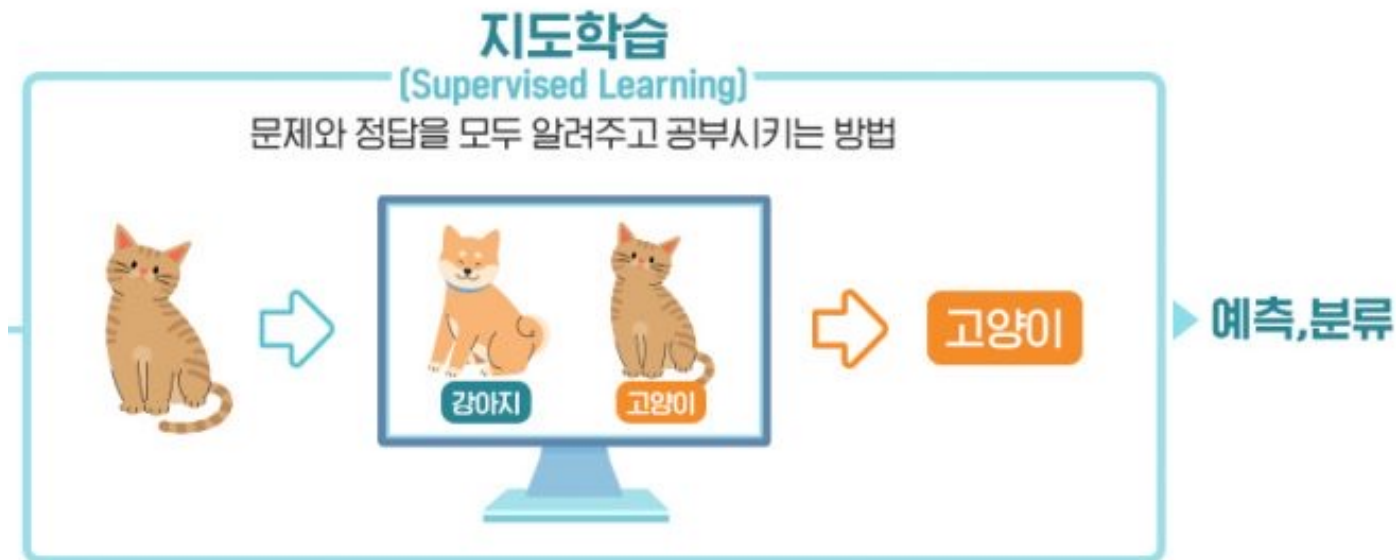 지도학습
(Supervised Learning)
문제와 정답을 모두 알려주고 공부시키는 방법
강아지
고양이
고양이
예측,분류